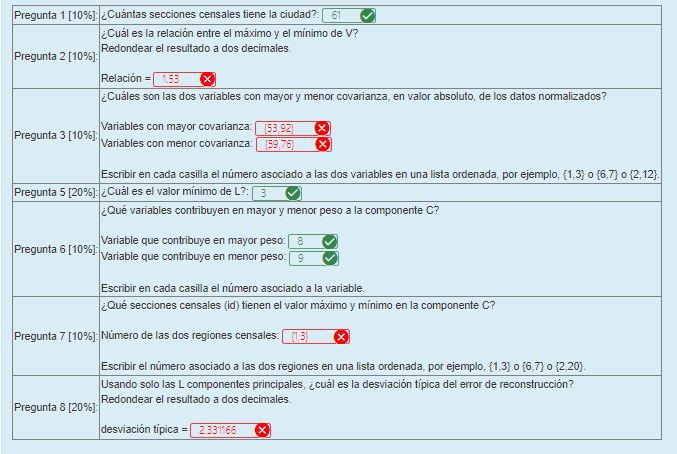 Pregunta 1 [10%]: ¿Cuántas secciones censales tiene la ciudad?: 61
¿Cuál es la relación entre el máximo y el mínimo de V?
Redondear el resultado a dos decimales.
Pregunta 2 [10%]:
Relación = 1.53
¿Cuáles son las dos variables con mayor y menor covarianza, en valor absoluto, de los datos normalizados?
Variables con mayor covarianza: {53,92}
Pregunta 3 [10%]:
Variables con menor covarianza: {59,76}
Escribir en cada casilla el número asociado a las dos variables en una lista ordenada, por ejemplo, {1,3} o {6,7} o {2,12}.
Pregunta 5 [20%]: ¿Cuál es el valor mínimo de L?: 3
¿Qué variables contribuyen en mayor y menor peso a la componente C?
Variable que contribuye en mayor peso: 8
Pregunta 6 [10%]:
Variable que contribuye en menor peso: 9
Escribir en cada casilla el número asociado a la variable.
¿Qué secciones censales (id) tienen el valor máximo y mínimo en la componente C?
Pregunta 7 [10%]: Número de las dos regiones censales: {1,3}
Escribir el número asociado a las dos regiones en una lista ordenada, por ejemplo, {1,3} o {6,7} o {2,20}.
Usando solo las L componentes principales, ¿cuál es la desviación típica del error de reconstrucción?
Redondear el resultado a dos decimales.
Pregunta 8 [20%]:
desviación típica = 2.331166